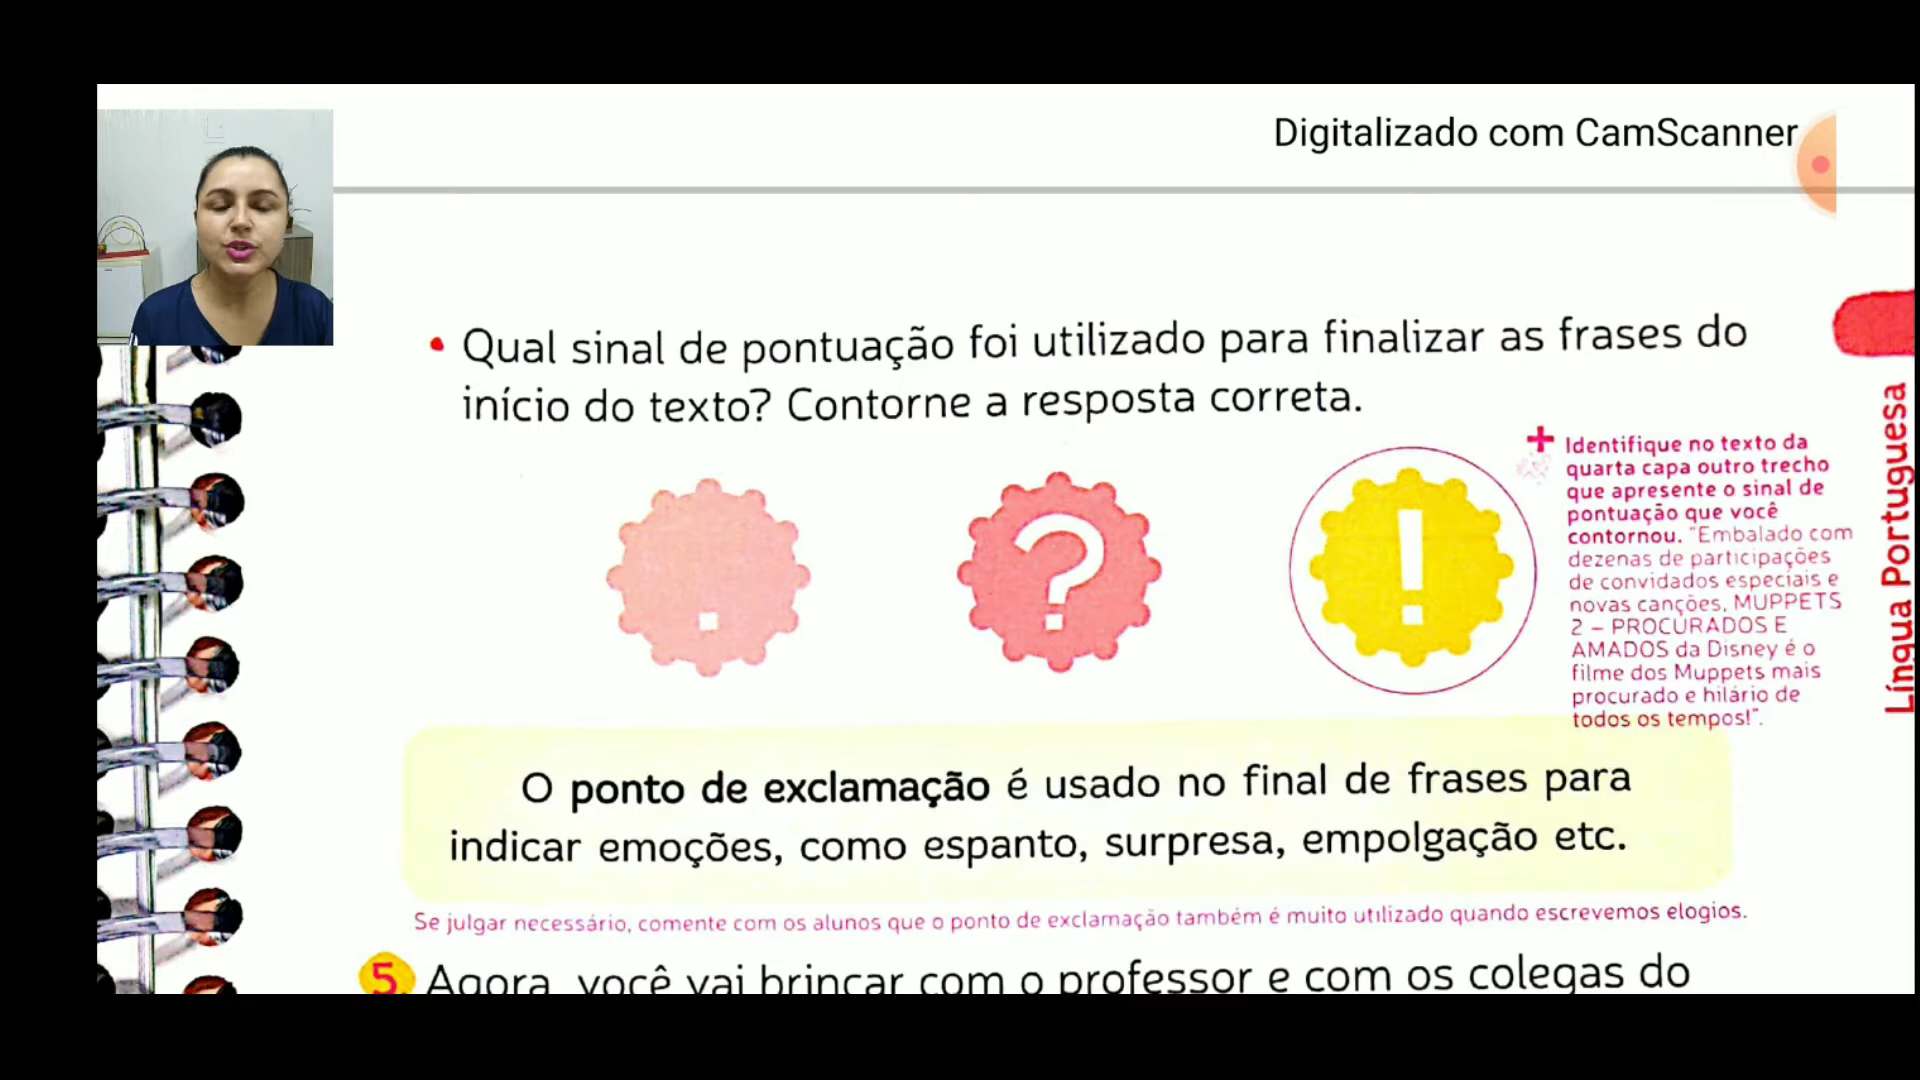 Digitalizado com CamScanner
• Qual sinal de pontuação foi utilizado para finalizar as frases do
início do texto? Contorne a resposta correta.
.
?
!
+ Identifique no texto da
quarta capa outro trecho
que apresente o sinal de
pontuação que você
contornou. "Embalado com
dezenas de participações
de convidados especiais e
novas canções, MUPPETS
2 – PROCURADOS E
AMADOS da Disney é o
filme dos Muppets mais
procurado e hilário de
todos os tempos!".
Língua Portuguesa
O ponto de exclamação é usado no final de frases para
indicar emoções, como espanto, surpresa, empolgação etc.
Se julgar necessário, comente com os alunos que o ponto de exclamação também é muito utilizado quando escrevemos elogios.
5. Agora, você vai brincar com o professor e com os colegas do